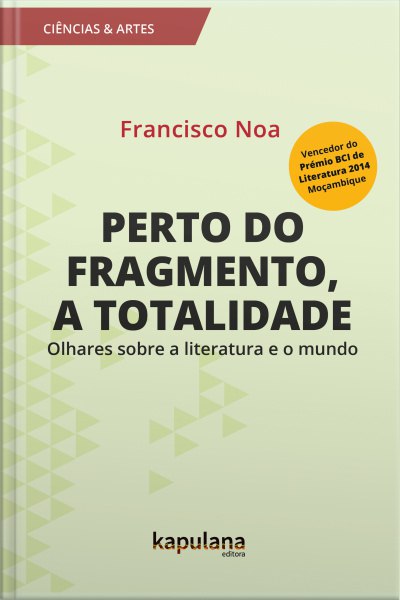 CIÊNCIAS & ARTES
Francisco Noa
Vencedor do
Prémio BCI de
Literatura 2014
Moçambique
PERTO DO
FRAGMENTO,
A TOTALIDADE
Olhares sobre a literatura e o mundo
kapulana
editora